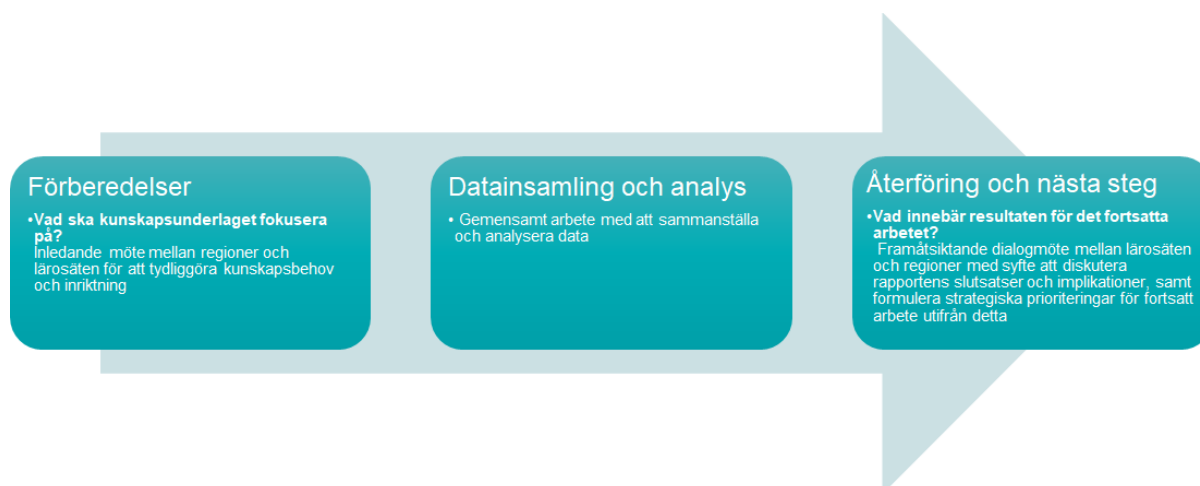 Förberedelser
•Vad ska kunskapsunderlaget fokusera
på?
Inledande möte mellan regioner och
lärosäten för att tydliggöra kunskapsbehov
och inriktning
Datainsamling och analys
• Gemensamt arbete med att sammanställa
och analysera data
Återföring och nästa steg
•Vad innebär resultaten för det fortsatta
arbetet?
Framåtsiktande dialogmöte mellan lärosäten
och regioner med syfte att diskutera
rapportens slutsatser och implikationer, samt
formulera strategiska prioriteringar för fortsatt
arbete utifrån detta